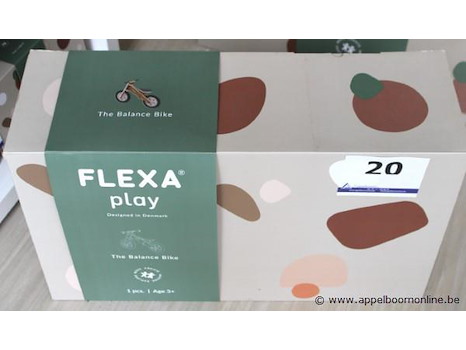 The Balance Bike
FLEXA®
play
Designed in Denmark
The Balance Bike
1 pcs. | Age 3+
20
© www.appelboomonline.be